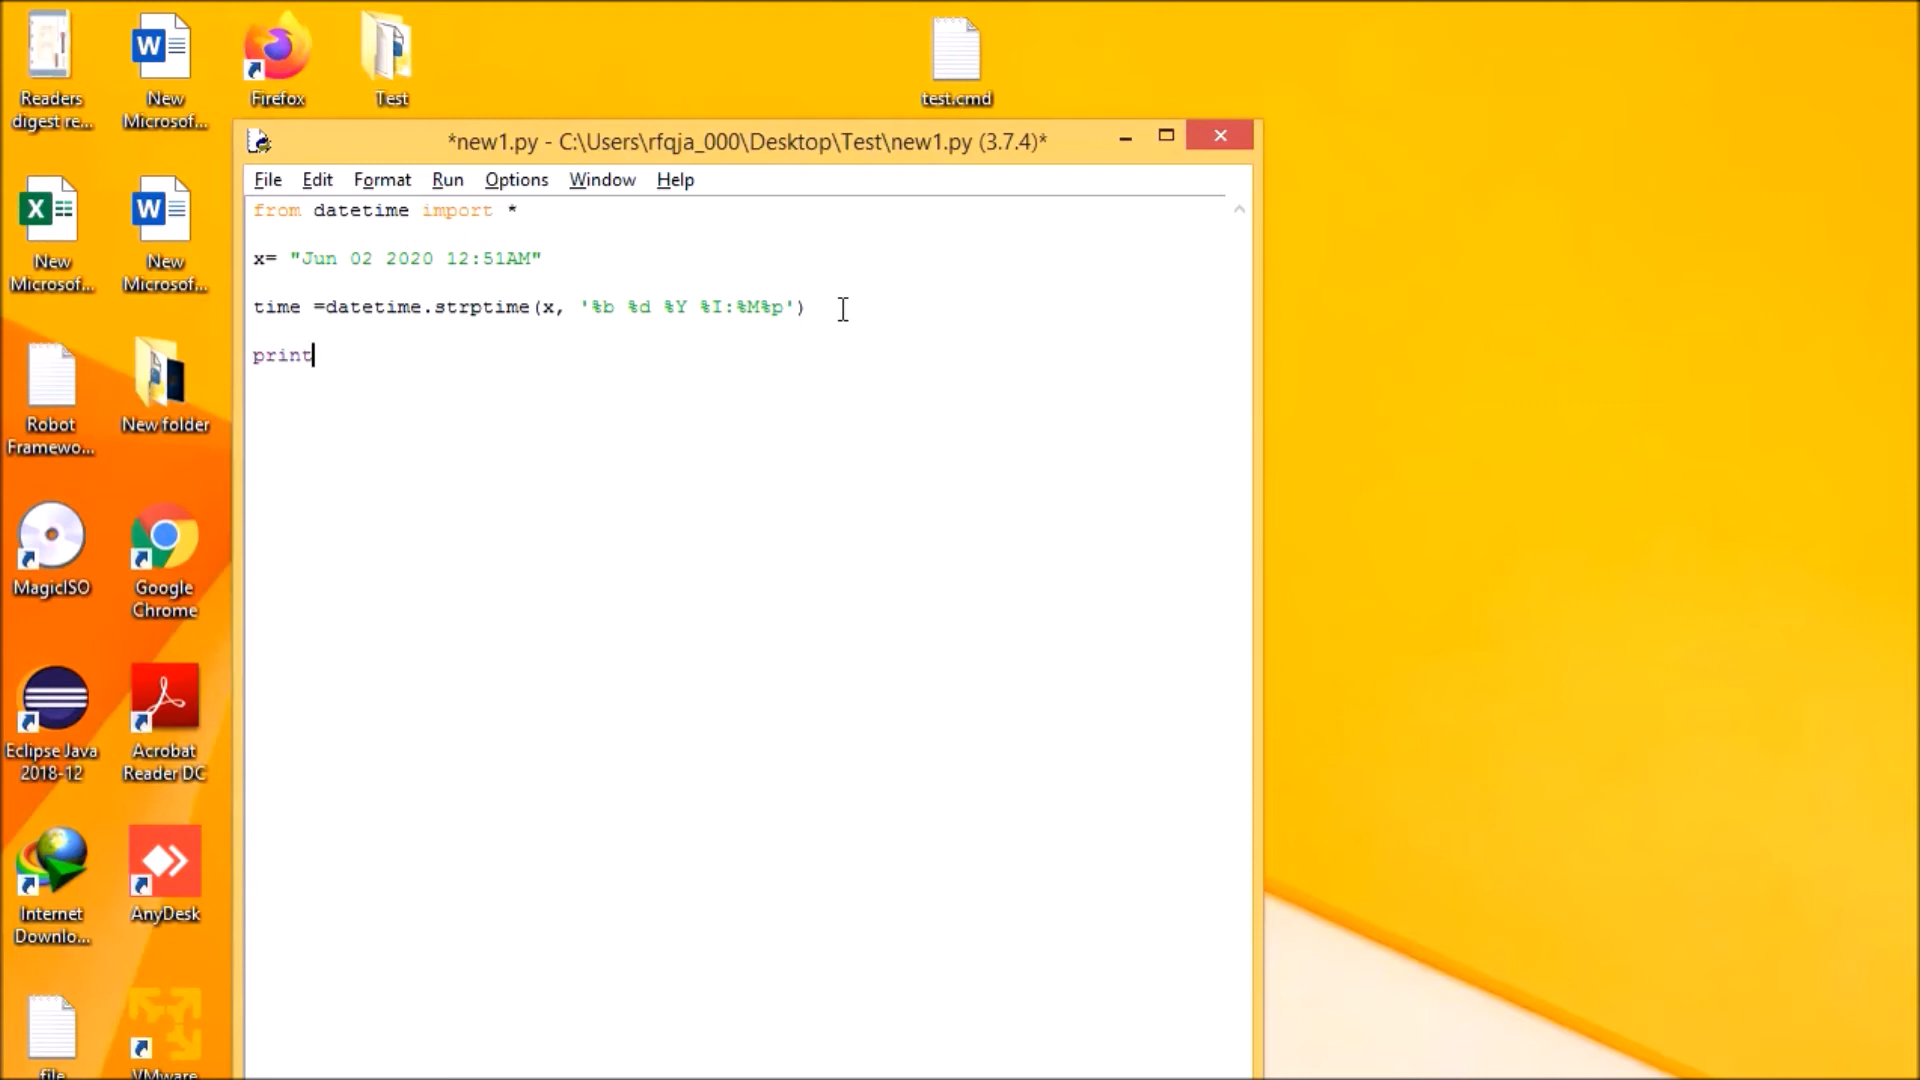 Readers
digest re...
New
Microsof...
Firefox
Test
test.cmd
*new1.py - C:\Users\rfqja_000\Desktop\Test\new1.py (3.7.4)*
File Edit Format Run Options Window Help
from datetime import *
x= "Jun 02 2020 12:51AM"
time =datetime.strptime(x, '%b %d %Y %I:%M%p')
print
New
Microsof...
New
Microsof...
Robot
Framewo...
New folder
MagicISO
Google
Chrome
Eclipse Java
2018-12
Acrobat
Reader DC
Internet
Downlo...
AnyDesk
file
VMware